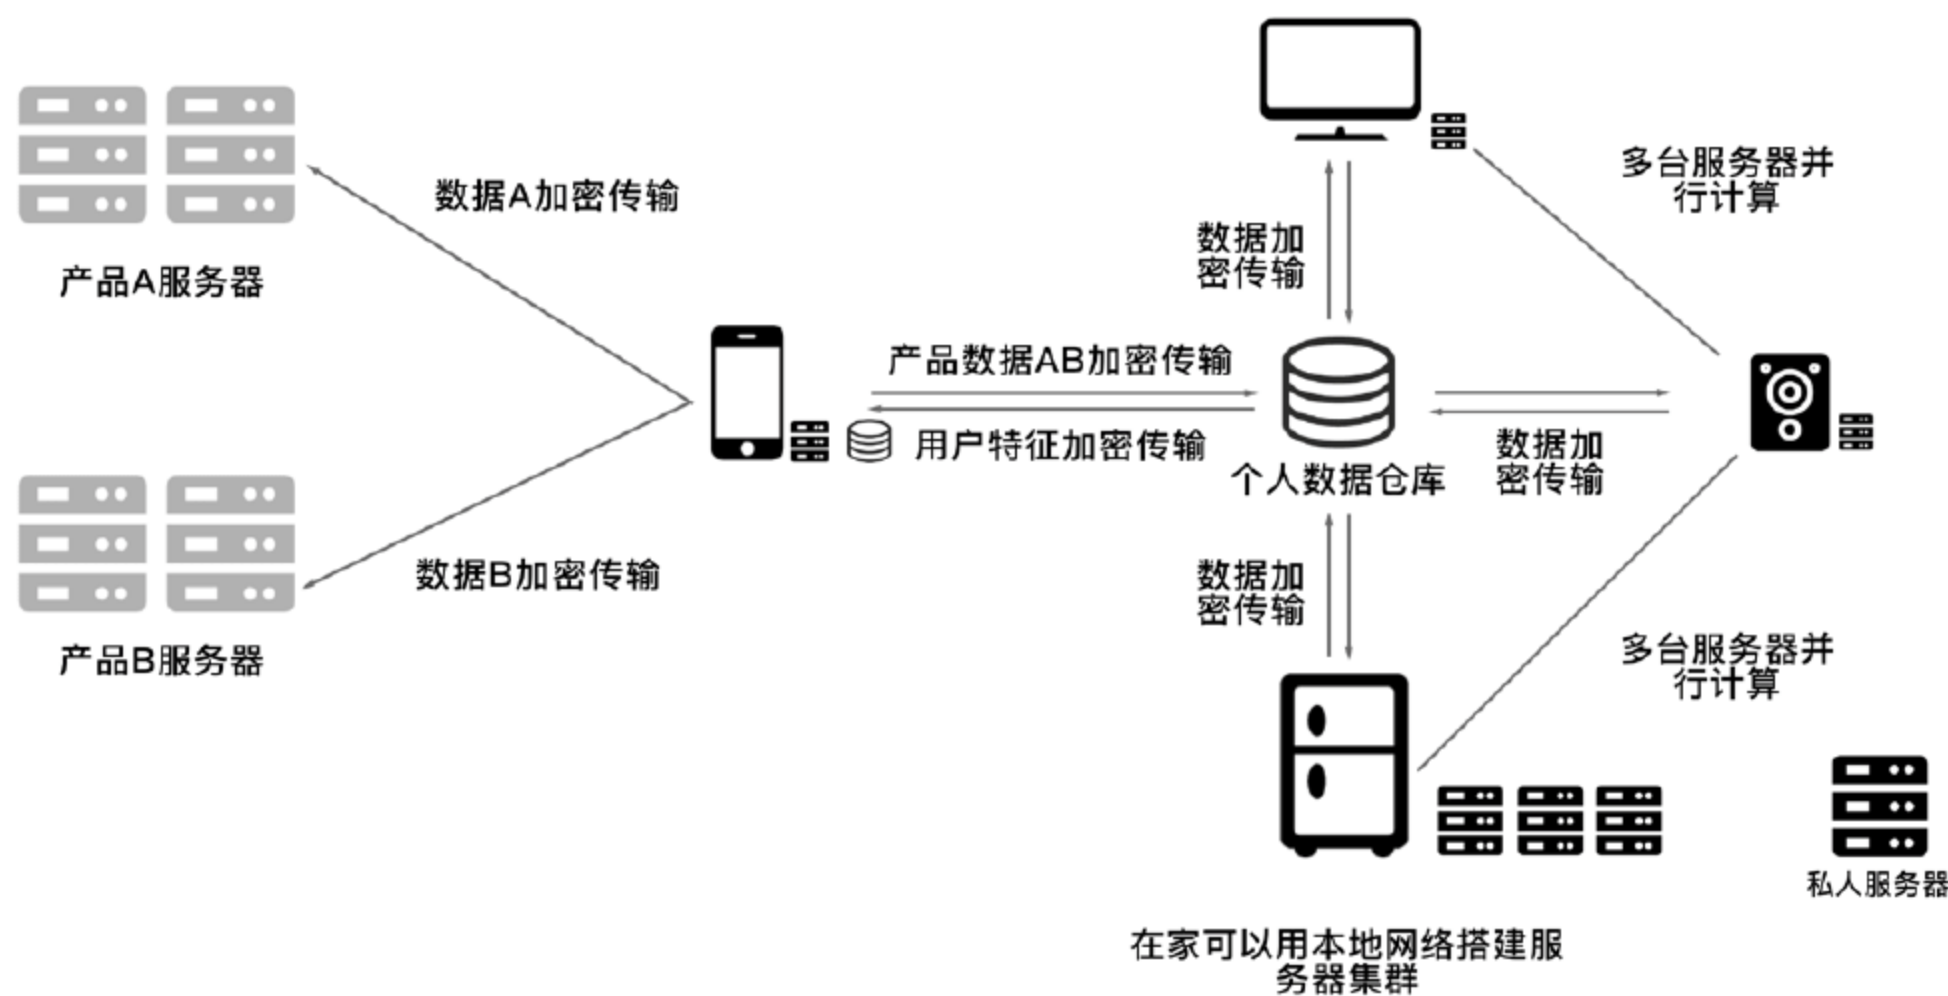 数据A加密传输
产品A服务器
多台服务器并
行计算
数据加
密传输
产品数据AB加密传输
用户特征加密传输
个人数据仓库
数据加
密传输
数据B加密传输
产品B服务器
数据加
密传输
多台服务器并
行计算
私人服务器
在家可以用本地网络搭建服
务器集群